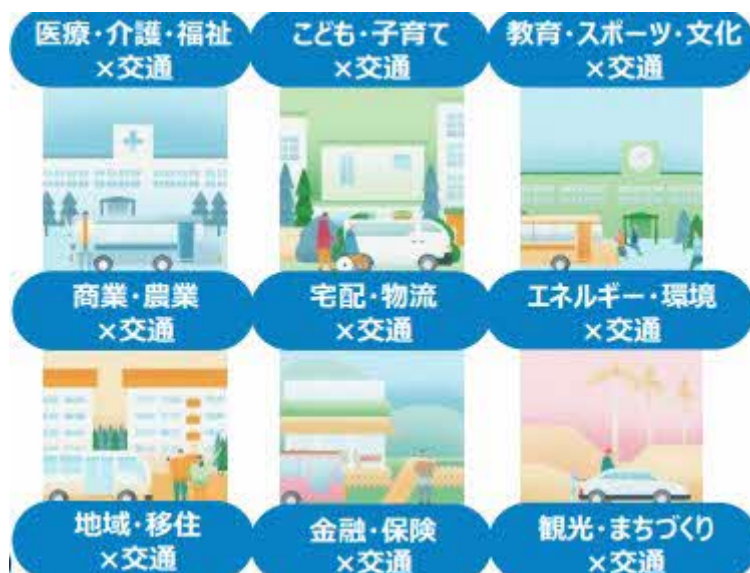 医療・介護・福祉
×交通
こども・子育て
×交通
教育・スポーツ・文化
×交通
商業・農業
×交通
宅配・物流
×交通
エネルギー・環境
×交通
地域・移住
×交通
金融・保険
×交通
観光・まちづくり
×交通